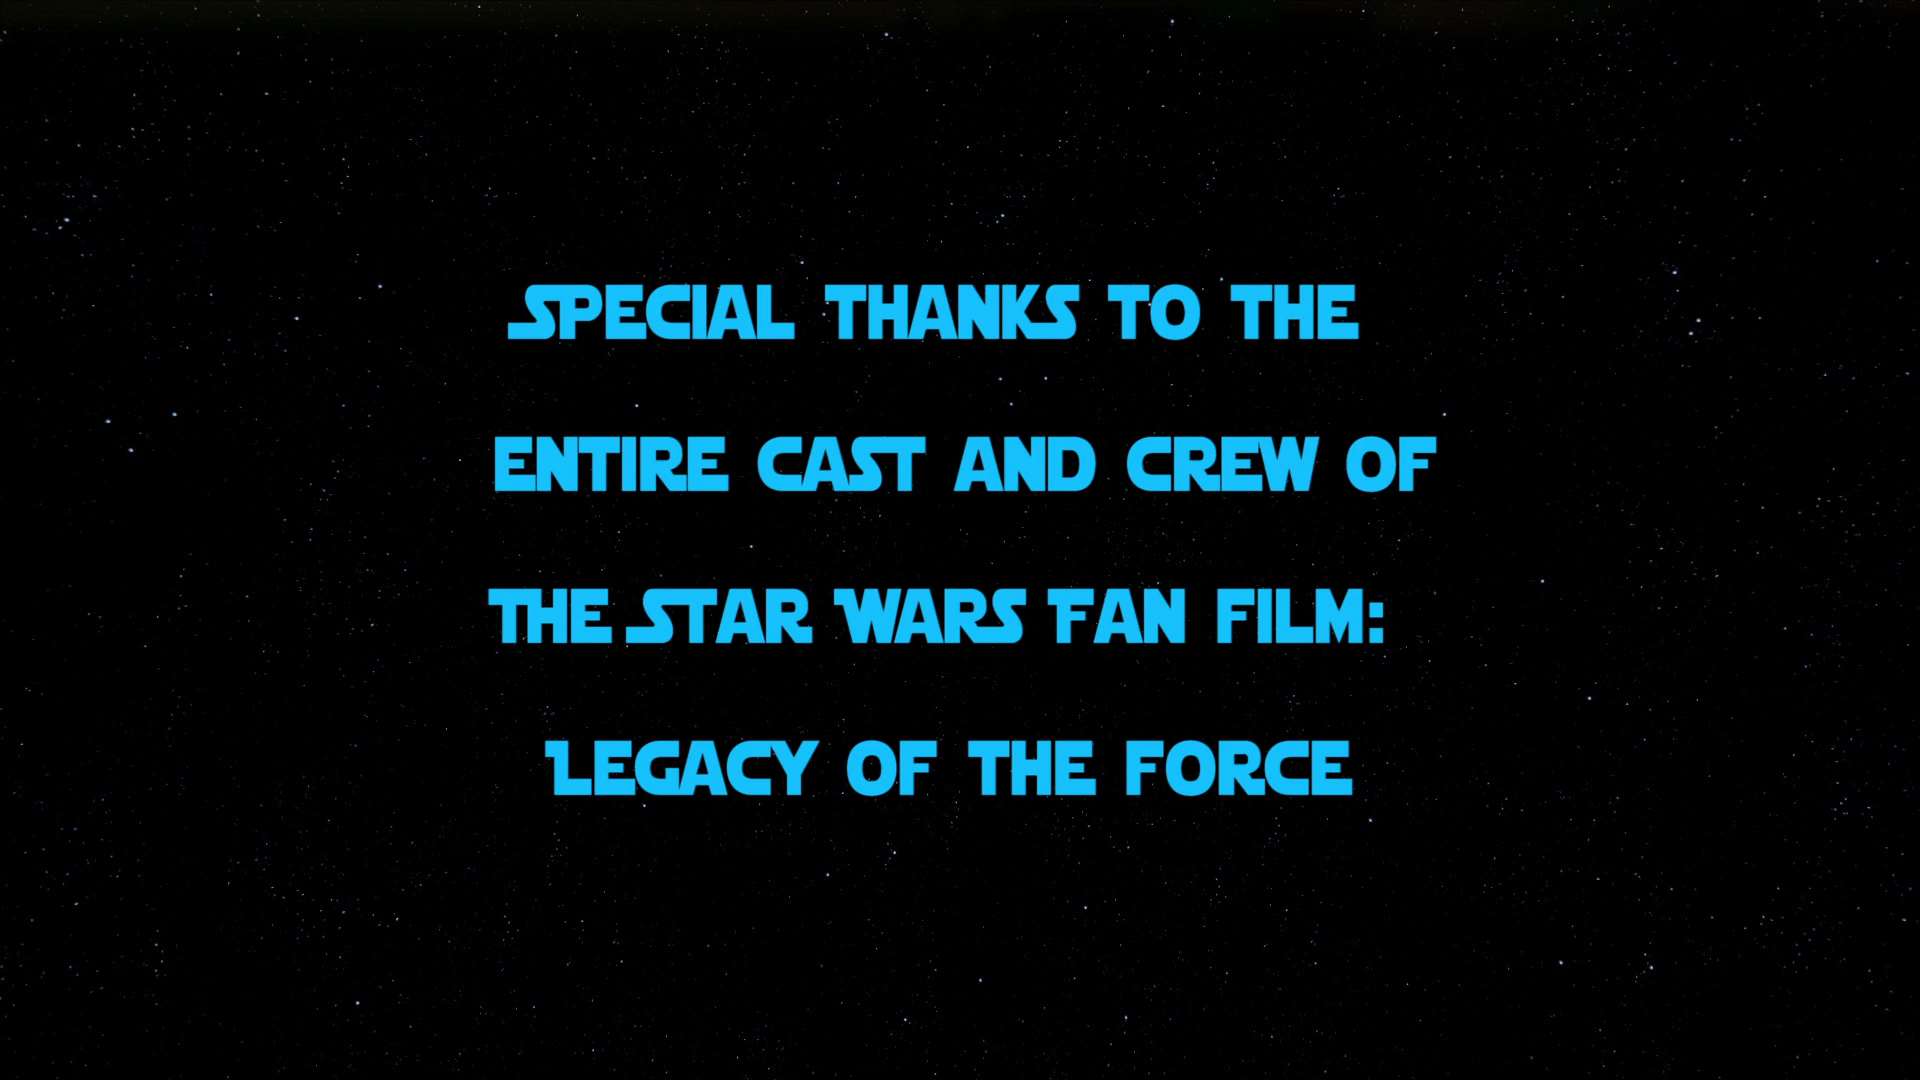 Special thanks to the
entire Cast and Crew of
The Star Wars Fan Film:
Legacy of the force